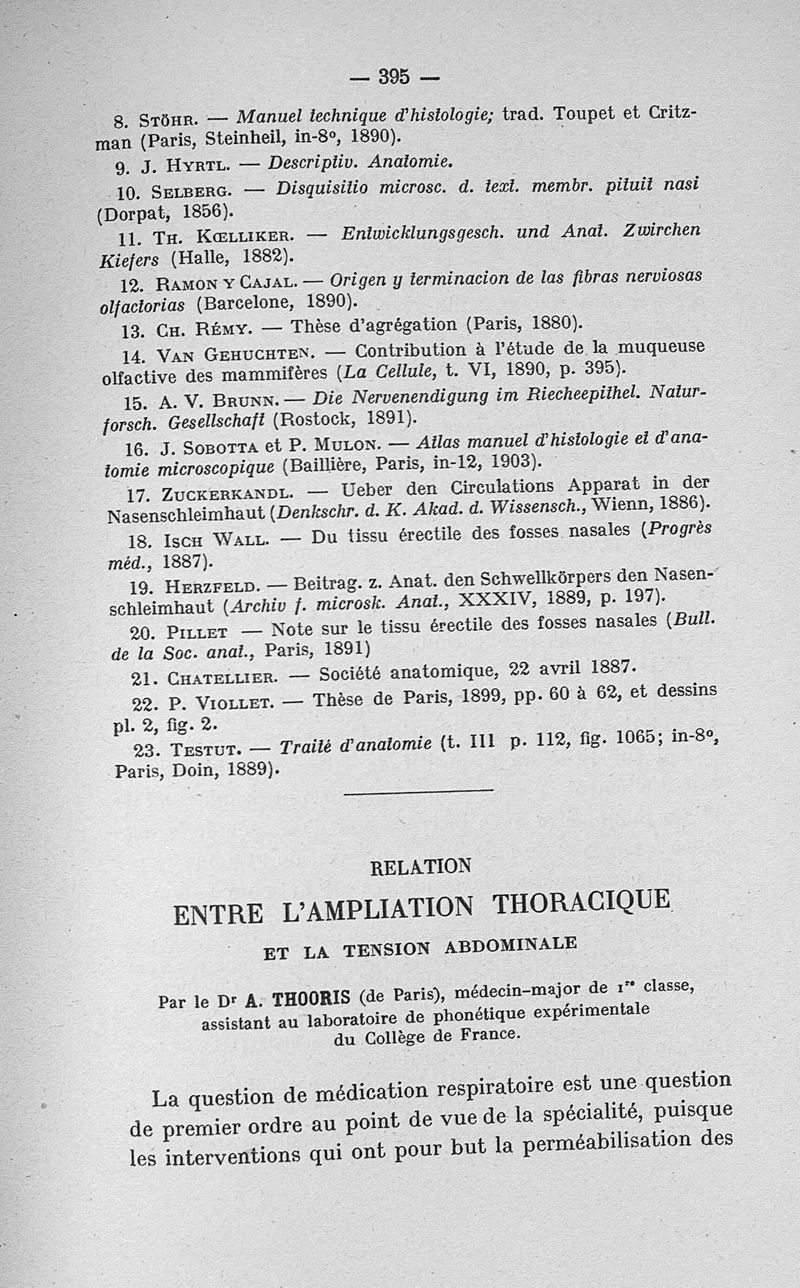 — 395 —
8. STÖHR. — Manuel technique d'histologie; trad. Toupet et Critz-
man (Paris, Steinheil, in-8°, 1890).
9. J. HYRTL. — Descriptiv. Anatomie.
10. SELBERG. — Disquisitio microsc. d. text. membr. pituit nasi
(Dorpat, 1856).
11. TH. KŒLLIKER. — Entwicklungsgesch. und Anat. Zwirchen
Kiefers (Halle, 1882).
12. RAMON Y CAJAL. — Origen y terminacion de las fibras nerviosas
olfactorias (Barcelone, 1890).
13. CH. RÉMY. — Thèse d'agrégation (Paris, 1880).
14. VAN GEHUCHTEN. — Contribution à l'étude de la muqueuse
olfactive des mammifères (La Cellule, t. VI, 1890, p. 395).
15. A. V. BRUNN. — Die Nervenendigung im Riecheepithel. Natur-
forsch. Gesellschaft (Rostock, 1891).
16. J. SOBOTTA et P. MULON. — Atlas manuel d'histologie et d'ana-
tomie microscopique (Baillière, Paris, in-12, 1903).
17. ZUCKERKANDL. — Ueber den Circulations Apparat in der
Nasenschleimhaut (Denkschr. d. K. Akad. d. Wissensch., Wienn, 1886).
18. ISCH WALL. — Du tissu érectile des fosses nasales (Progrès
méd., 1887).
19. HERZFELD. — Beitrag. z. Anat. den Schwellkörpers den Nasen-
schleimhaut (Archiv f. microsk. Anat., XXXIV, 1889, p. 197).
20. PILLET — Note sur le tissu érectile des fosses nasales (Bull.
de la Soc. anat., Paris, 1891)
21. CHATELLIER. — Société anatomique, 22 avril 1887.
22. P. VIOLLET. — Thèse de Paris, 1899, pp. 60 à 62, et dessins
pl. 2, fig. 2.
23. TESTUT. — Traité d'anatomie (t. III p. 112, fig. 1065; in-8°,
Paris, Doin, 1889).
RELATION
ENTRE L'AMPLIATION THORACIQUE
ET LA TENSION ABDOMINALE
Par le Dr A. THOORIS (de Paris), médecin-major de 1re classe,
assistant au laboratoire de phonétique expérimentale
du Collège de France.
La question de médication respiratoire est une question
de premier ordre au point de vue de la spécialité, puisque
les interventions qui ont pour but la perméabilisation des